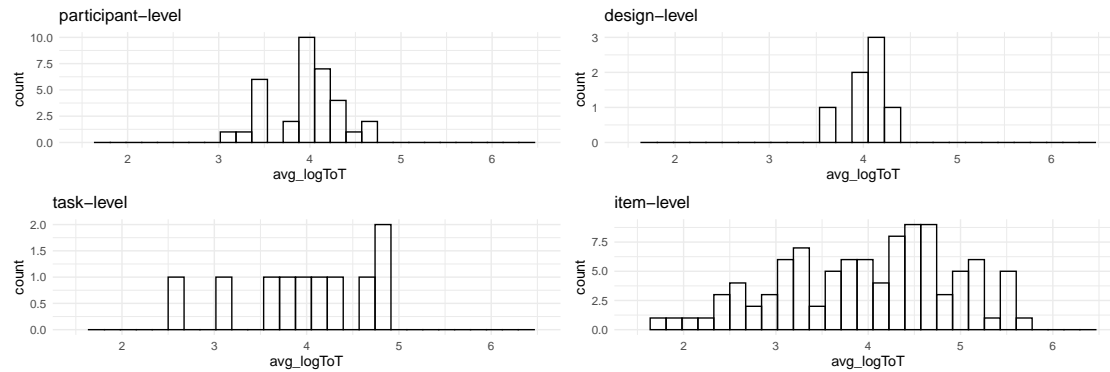 participant−level
10.0
7.5
5.0
2.5
0.0
count
2 3 4 5 6
avg_logToT
design−level
3
2
1
0
count
2 3 4 5 6
avg_logToT
task−level
2.0
1.5
1.0
0.5
0.0
count
2 3 4 5 6
avg_logToT
item−level
7.5
5.0
2.5
0.0
count
2 3 4 5 6
avg_logToT